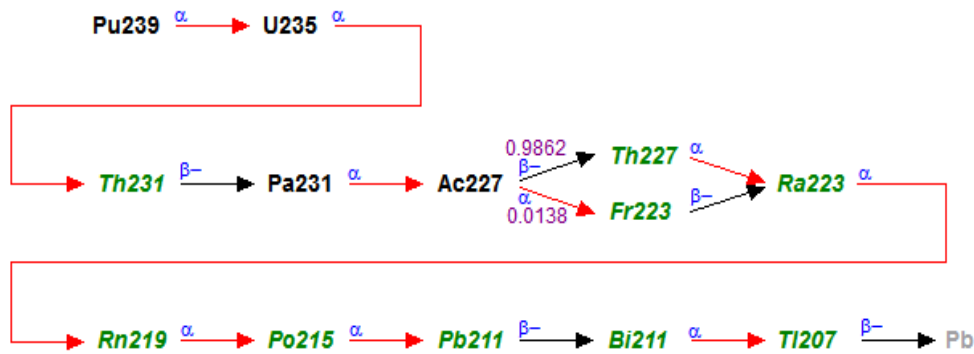 Pu239 α U235 α
Th231 β− Pa231 α Ac227 0.9862 β− Th227 α Ra223 α
α 0.0138 Fr223 β−
Rn219 α Po215 α Pb211 β− Bi211 α Tl207 β− Pb